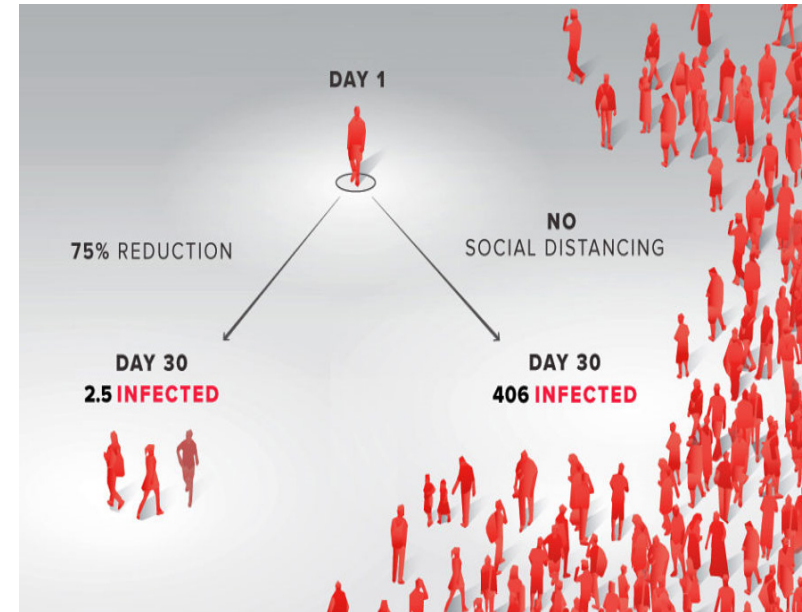 DAY 1
75% REDUCTION
NO
SOCIAL DISTANCING
DAY 30
2.5 INFECTED
DAY 30
406 INFECTED